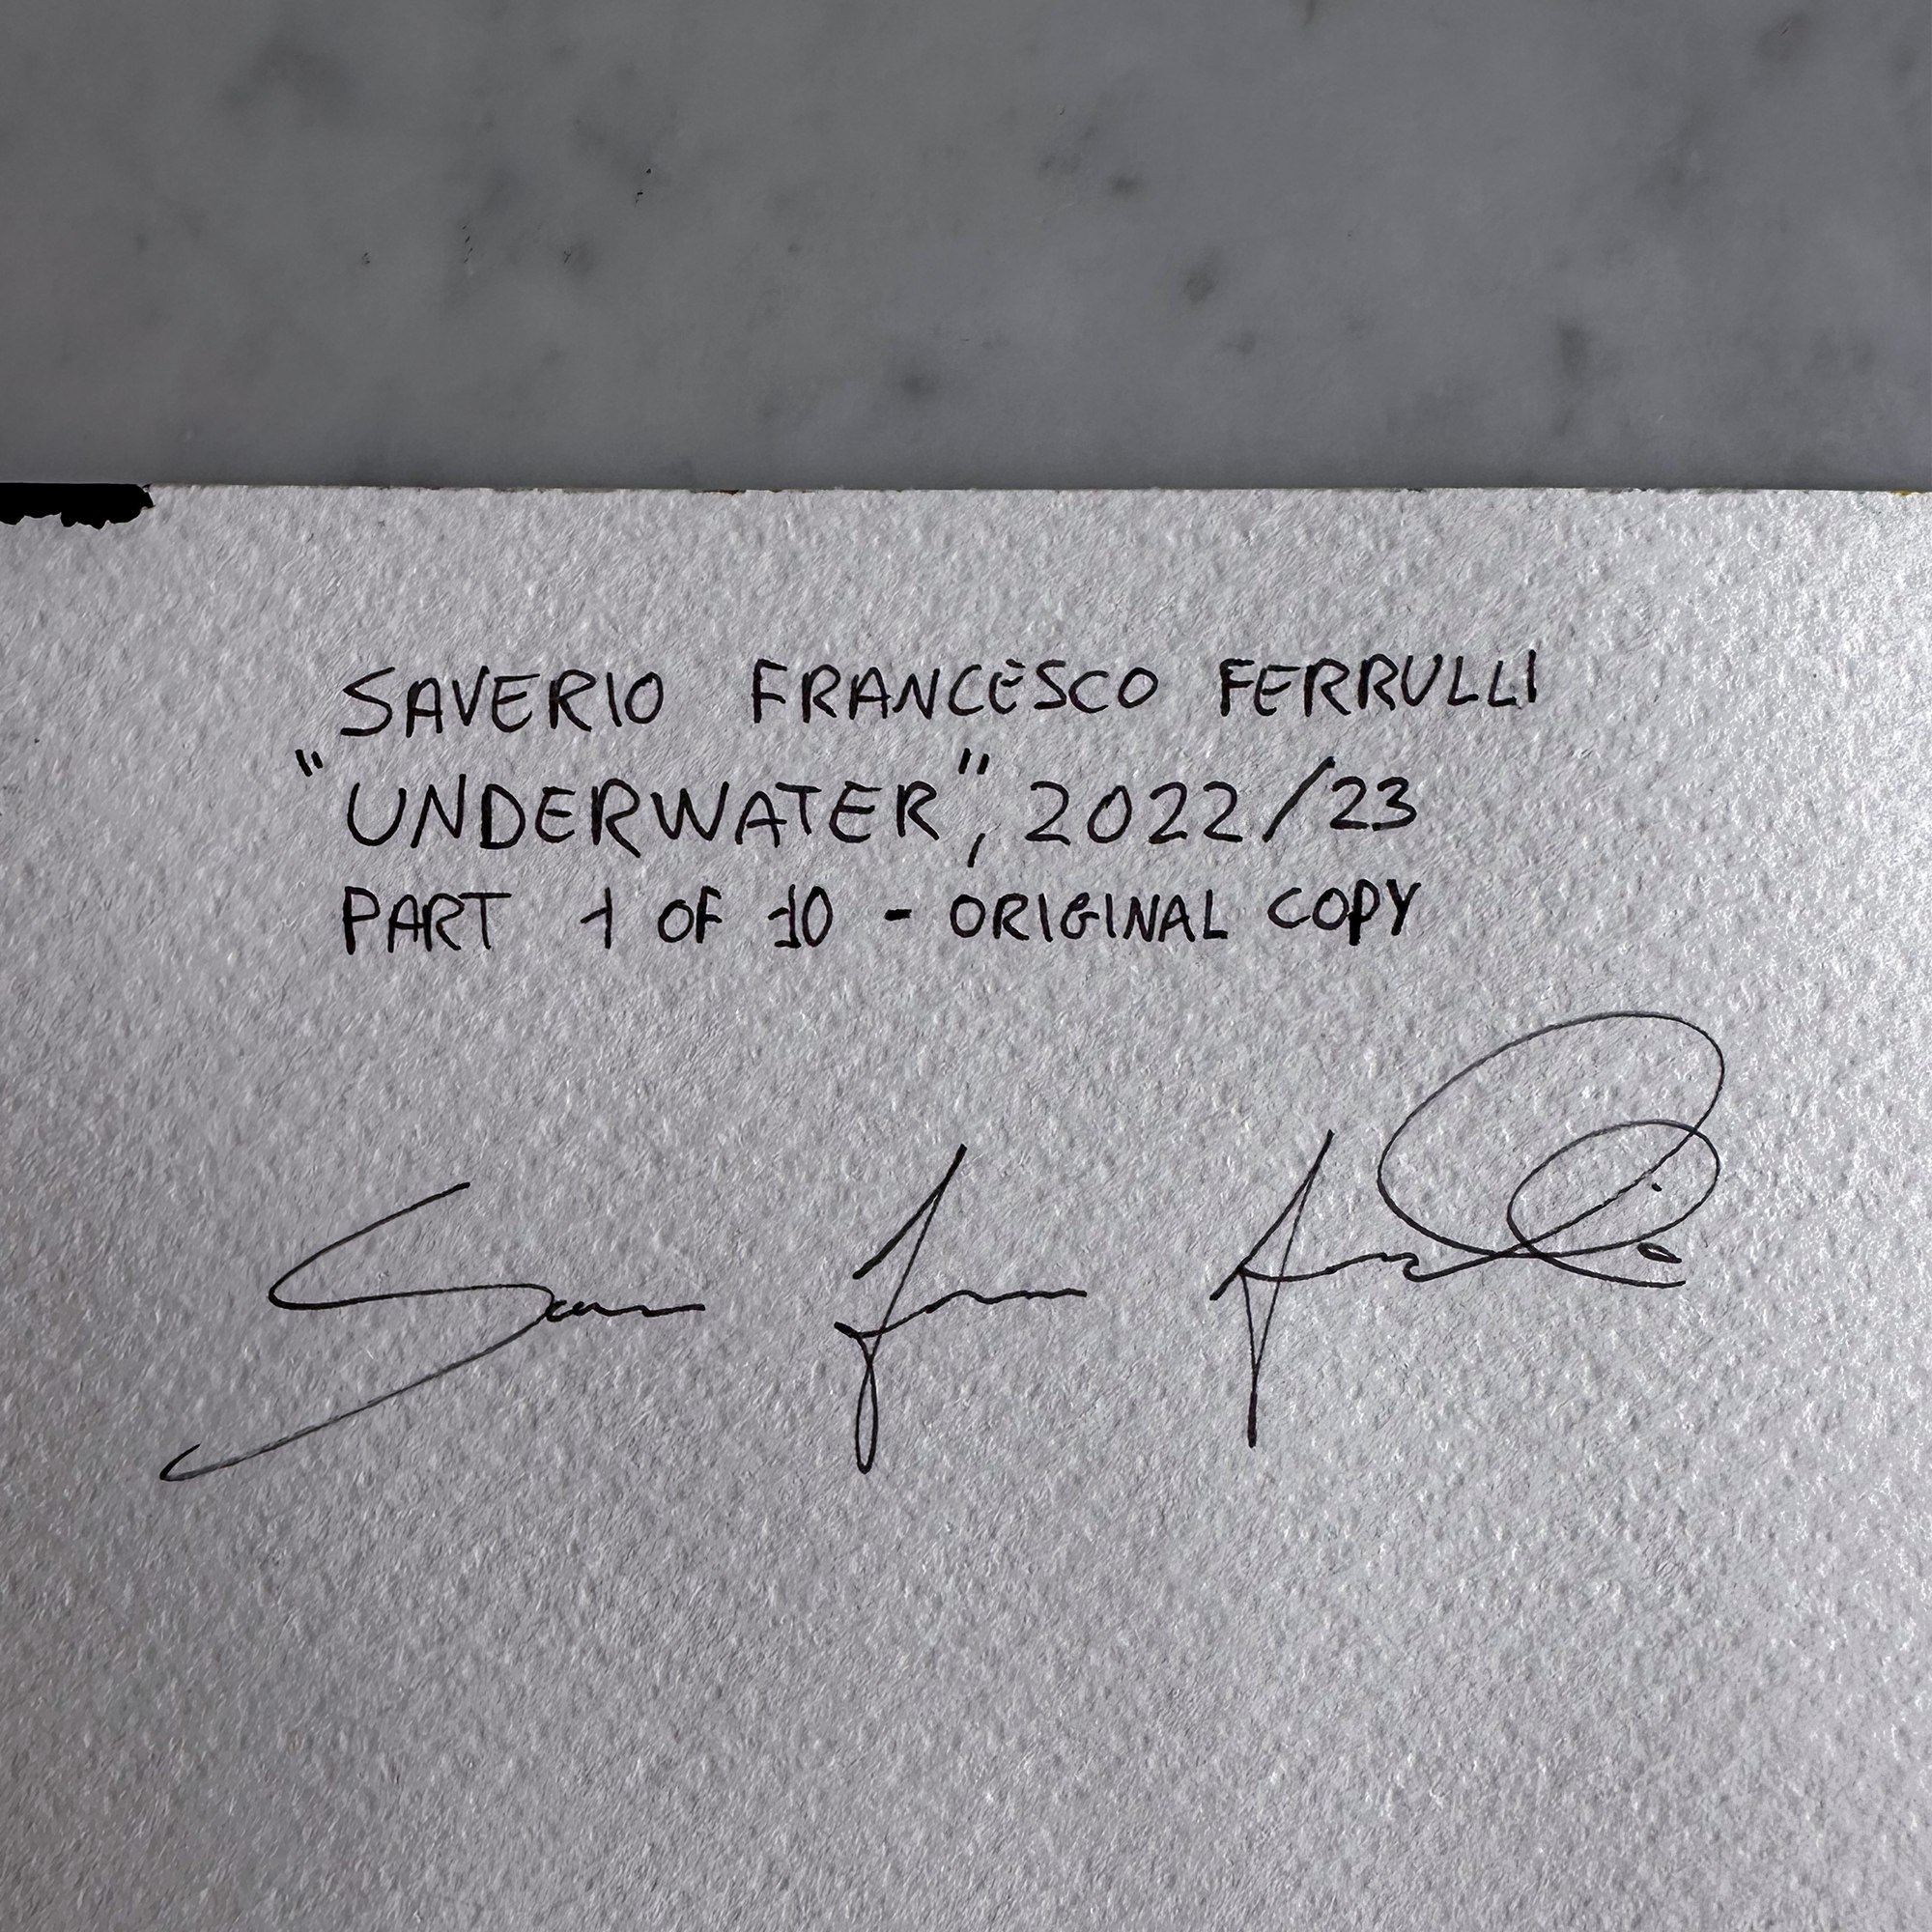 SAVERIO FRANCESCO FERRULLI
"UNDERWATER", 2022/23
PART 1 OF 10 - ORIGINAL COPY